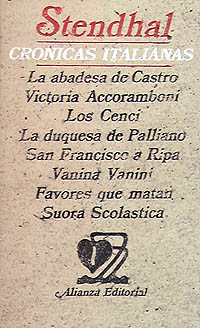 Stendhal
CRONICAS ITALIANAS
La abadesa de Castro
Victoria Accoramboni
Los Cenci
La duquesa de Palliano
San Francisco a Ripa
Vanina Vanini
Favores que matan
Suora Scolastica
Alianza Editorial